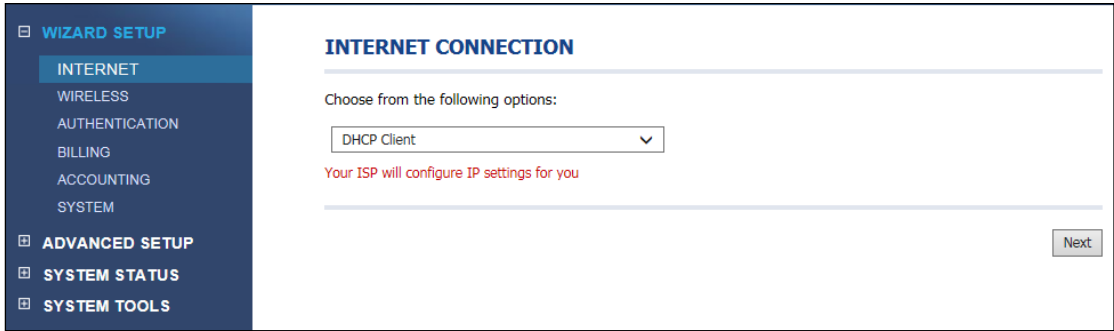 WIZARD SETUP
INTERNET
WIRELESS
AUTHENTICATION
BILLING
ACCOUNTING
SYSTEM
ADVANCED SETUP
SYSTEM STATUS
SYSTEM TOOLS
INTERNET CONNECTION
Choose from the following options:
DHCP Client
Your ISP will configure IP settings for you
Next